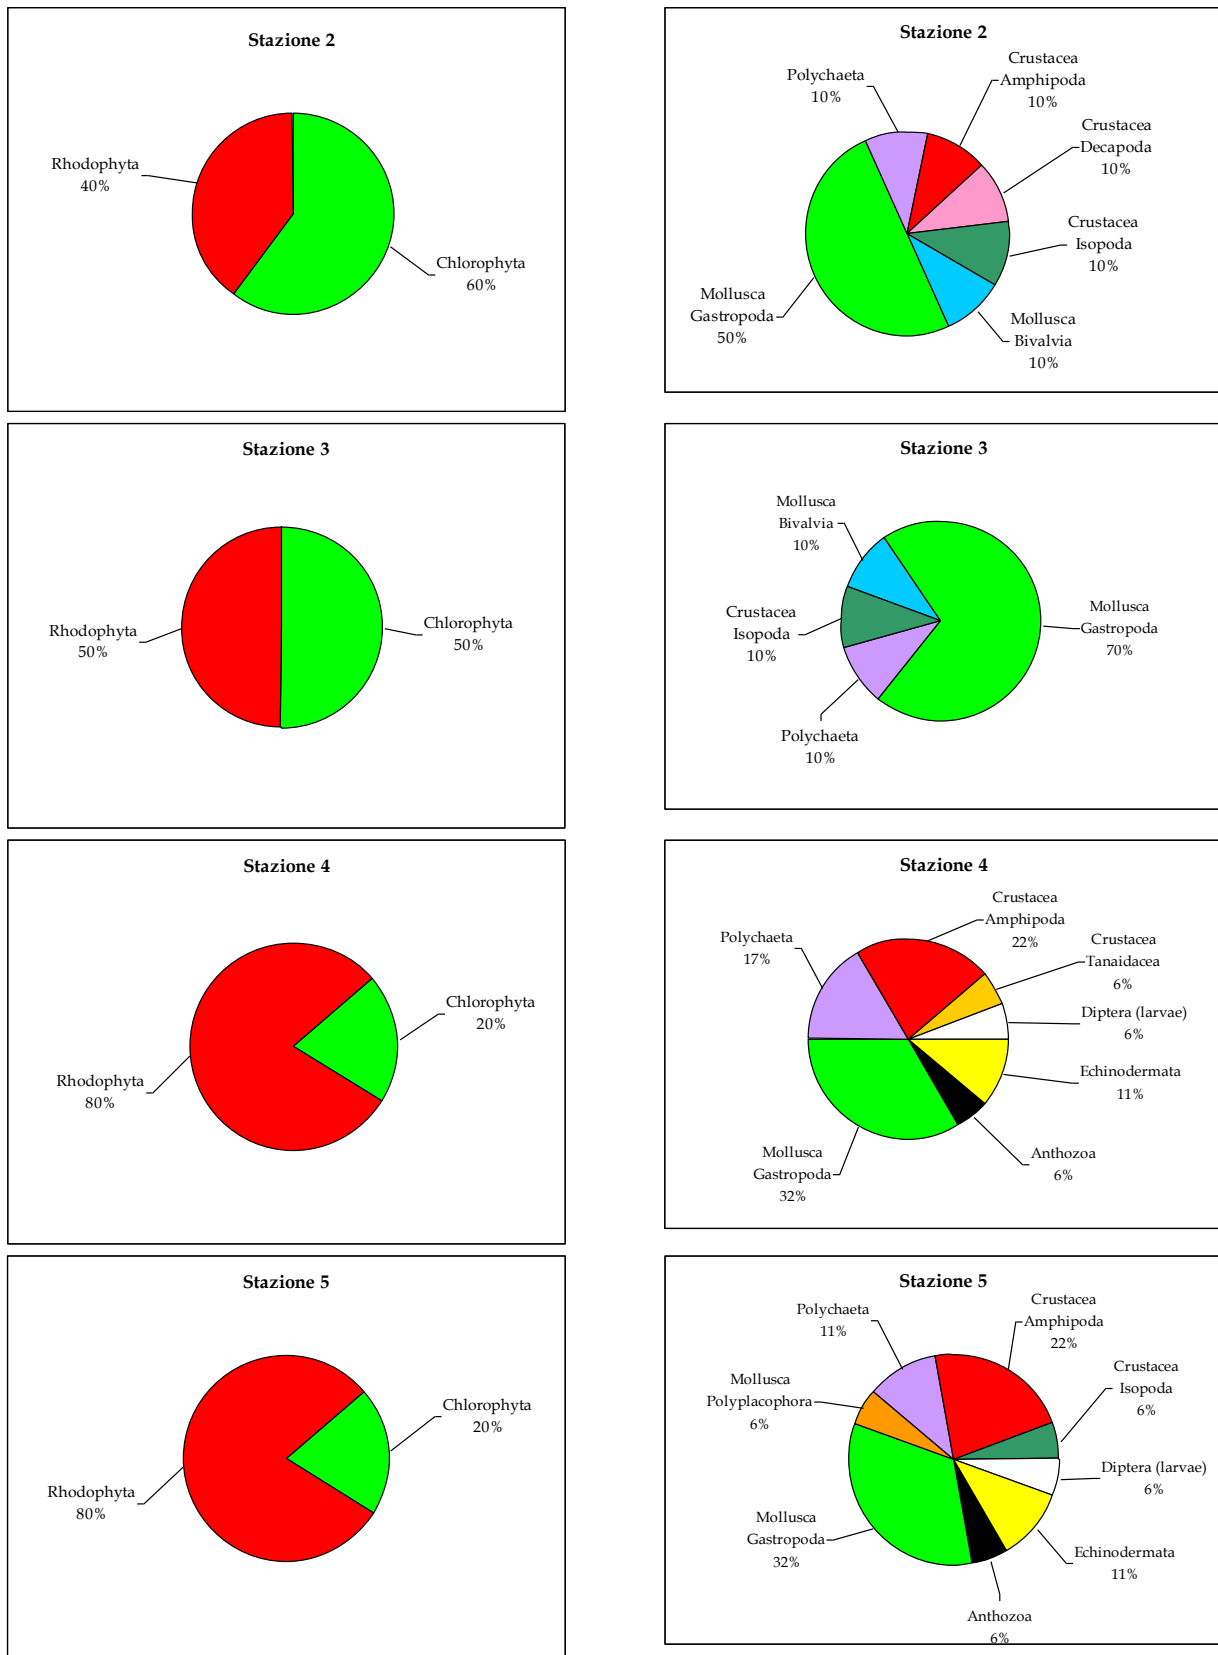 Stazione 2
Rhodophyta
40%
Chlorophyta
60%
Stazione 2
Polychaeta
10%
Crustacea
Amphipoda
10%
Crustacea
Decapoda
10%
Crustacea
Isopoda
10%
Mollusca
Bivalvia
10%
Mollusca
Gastropoda
50%
Stazione 3
Rhodophyta
50%
Chlorophyta
50%
Stazione 3
Mollusca
Bivalvia
10%
Crustacea
Isopoda
10%
Polychaeta
10%
Mollusca
Gastropoda
70%
Stazione 4
Chlorophyta
20%
Rhodophyta
80%
Stazione 4
Crustacea
Amphipoda
22%
Polychaeta
17%
Crustacea
Tanaidacea
6%
Diptera (larvae)
6%
Echinodermata
11%
Anthozoa
6%
Mollusca
Gastropoda
32%
Stazione 5
Chlorophyta
20%
Rhodophyta
80%
Stazione 5
Polychaeta
11%
Crustacea
Amphipoda
22%
Mollusca
Polyplacophora
6%
Crustacea
Isopoda
6%
Diptera (larvae)
6%
Mollusca
Gastropoda
32%
Echinodermata
11%
Anthozoa
6%